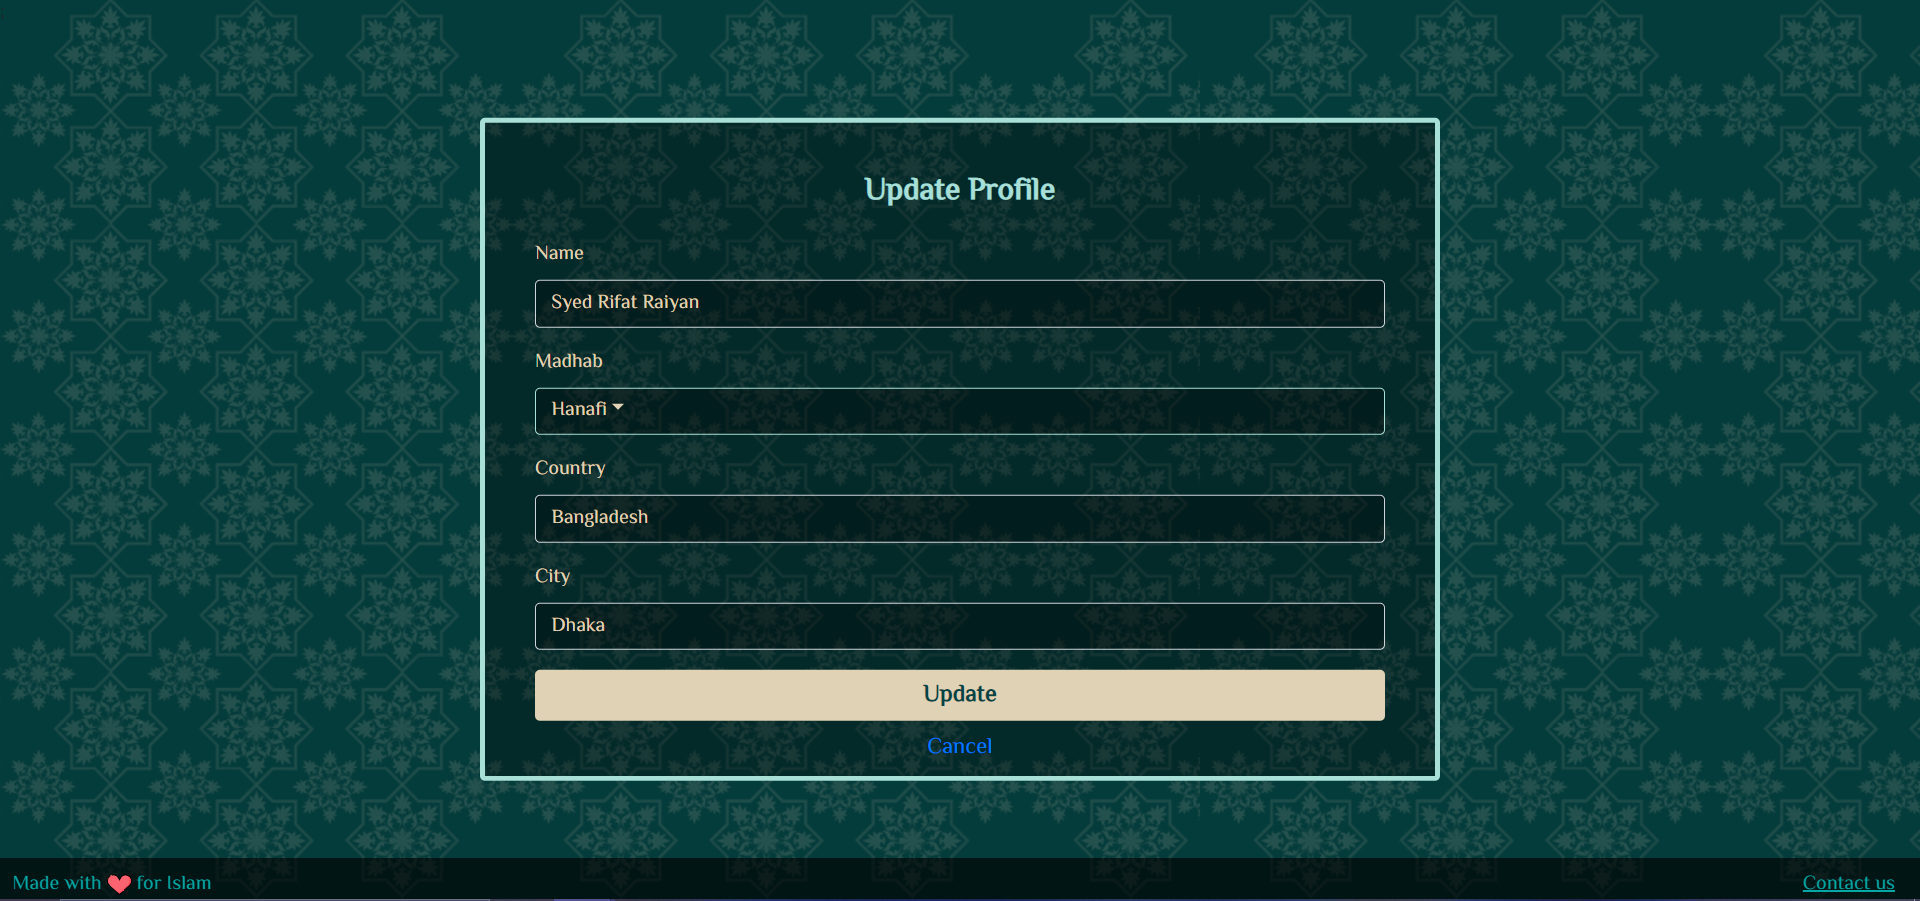 Update Profile
Name
Syed Rifat Raiyan
Madhab
Hanafi
Country
Bangladesh
City
Dhaka
Update
Cancel
Made with ❤ for Islam
Contact us